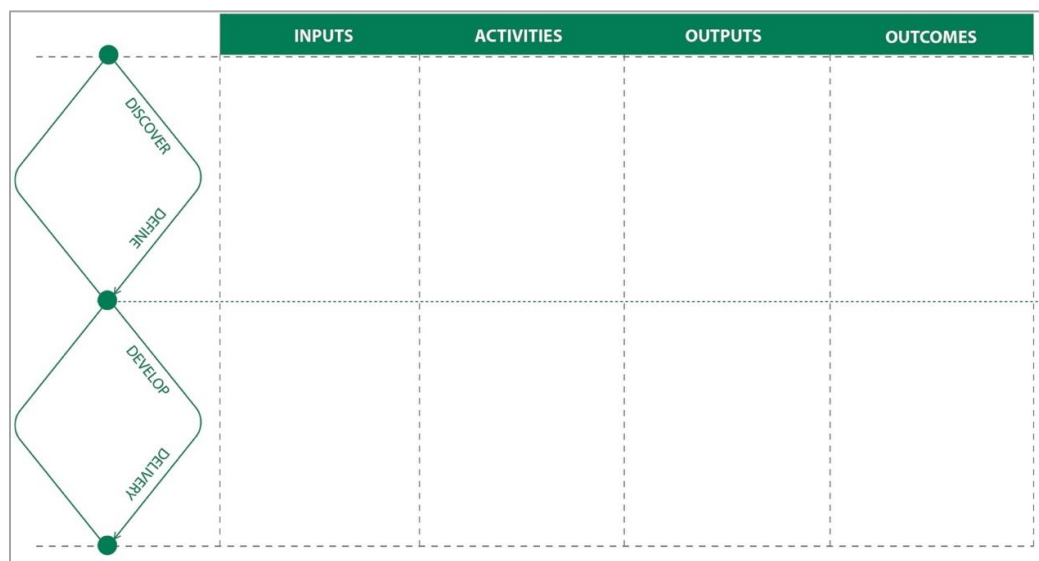 INPUTS
ACTIVITIES
OUTPUTS
OUTCOMES
DISCOVER
DEFINE
DEVELOP
DELIVERY